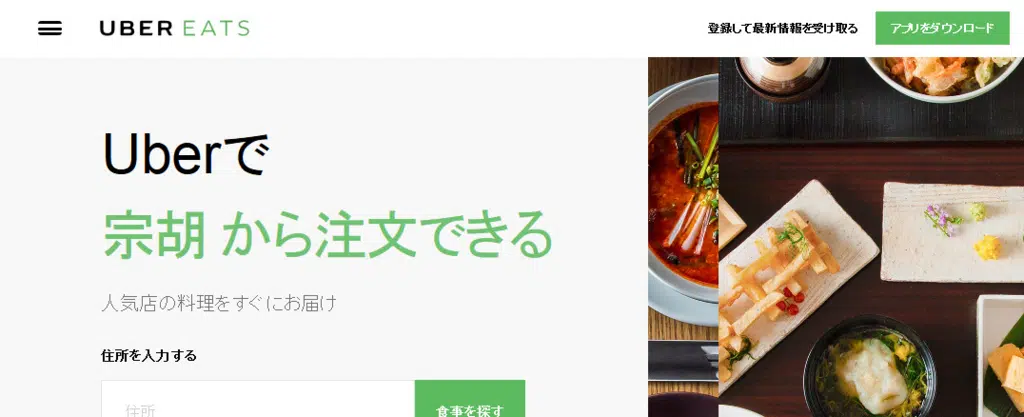 UBER EATS
登録して最新情報を受け取る
アプリをダウンロード
Uberで
宗胡 から注文できる
人気店の料理をすぐにお届け
住所を入力する
住所
食事を探す